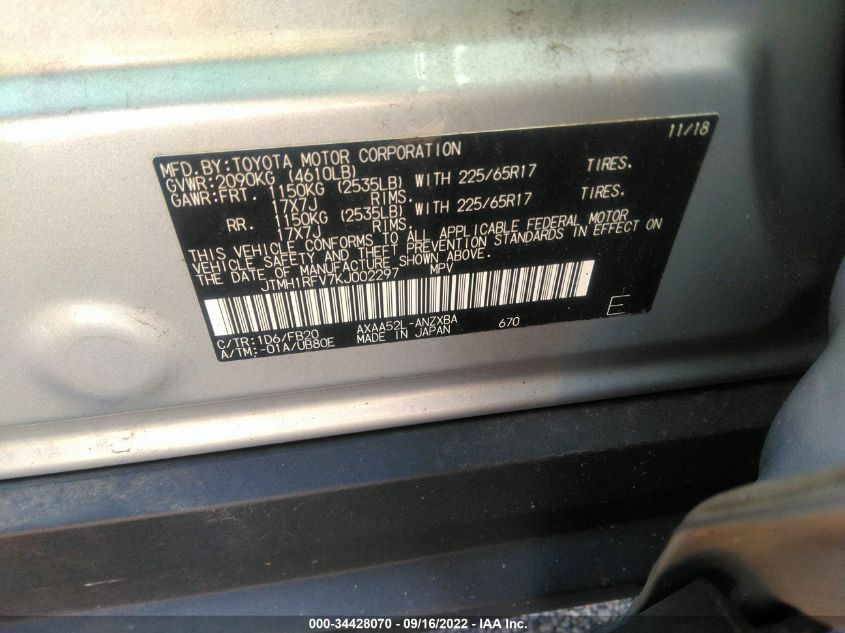 11/18
MFD.BY:TOYOTA MOTOR CORPORATION
GVWR:2090KG (4610LB)
GAWR:FRT. 1150KG (2535LB) WITH 225/65R17 TIRES.
17X7J RIMS.
RR. 1150KG (2535LB) WITH 225/65R17 TIRES.
17X7J RIMS.
THIS VEHICLE CONFORMS TO ALL APPLICABLE FEDERAL MOTOR
VEHICLE SAFETY AND THEFT PREVENTION STANDARDS IN EFFECT ON
THE DATE OF MANUFACTURE SHOWN ABOVE.
JTMH1RFV7KJ002297 MPV
C/TR:1D6/FB20 AXAA52L-ANZXBA 670 E
A/TM:-01A/UB80E MADE IN JAPAN
000-34428070 - 09/16/2022 - IAA Inc.